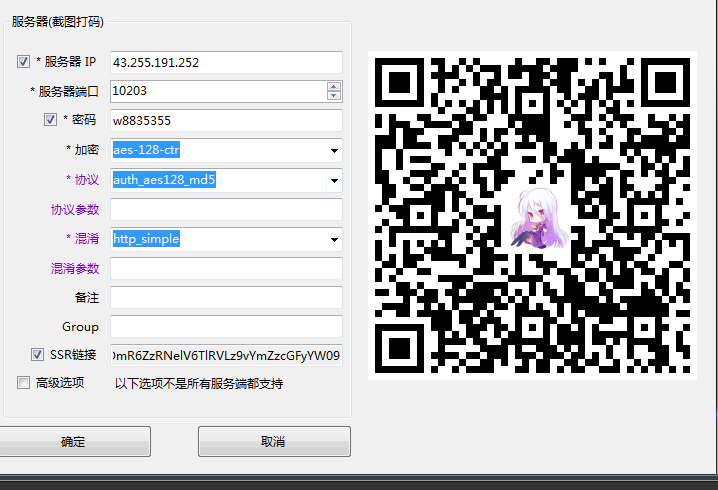 服务器(截图打码)
* 服务器 IP 43.255.191.252
* 服务器端口 10203
* 密码 w8835355
* 加密 aes-128-ctr
* 协议 auth_aes128_md5
协议参数
* 混淆 http_simple
混淆参数
备注
Group
SSR链接 OmR6ZzRNelV6TlRVLz9vYmZzcGFyYW09
高级选项 以下选项不是所有服务端都支持
确定 取消